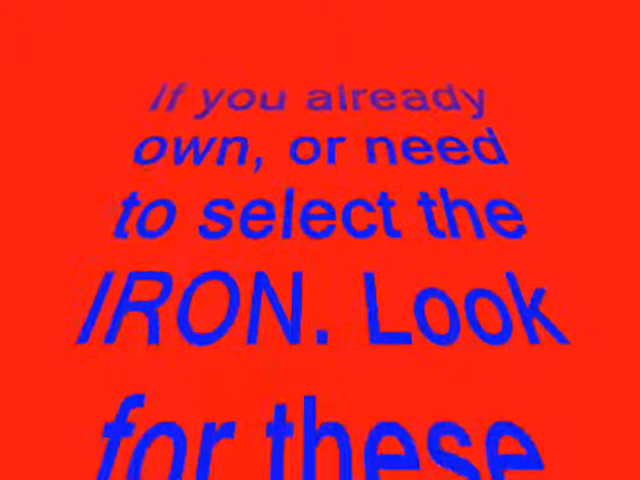 If you already
own, or need
to select the
IRON. Look
for these